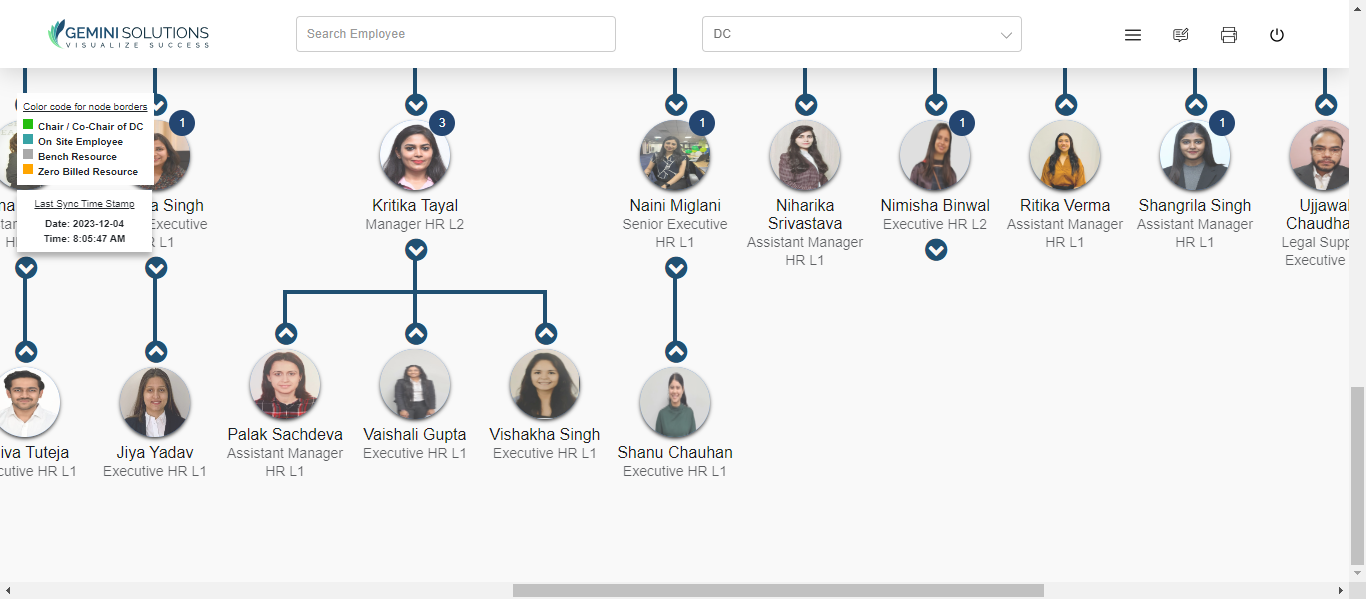 GEMINI SOLUTIONS
VISUALIZE SUCCESS
Search Employee
DC
Color code for node borders
Chair / Co-Chair of DC
On Site Employee
Bench Resource
Zero Billed Resource
Last Sync Time Stamp
Date: 2023-12-04
Time: 8:05:47 AM
1
a Singh
Executive
L1
3
Kritika Tayal
Manager HR L2
1
Naini Miglani
Senior Executive
HR L1
Niharika
Srivastava
Assistant Manager
HR L1
1
Nimisha Binwal
Executive HR L2
Ritika Verma
Assistant Manager
HR L1
1
Shangrila Singh
Assistant Manager
HR L1
Ujjawal
Chaudha
Legal Supp
Executive
iva Tuteja
cutive HR L1
Jiya Yadav
Executive HR L1
Palak Sachdeva
Assistant Manager
HR L1
Vaishali Gupta
Executive HR L1
Vishakha Singh
Executive HR L1
Shanu Chauhan
Executive HR L1